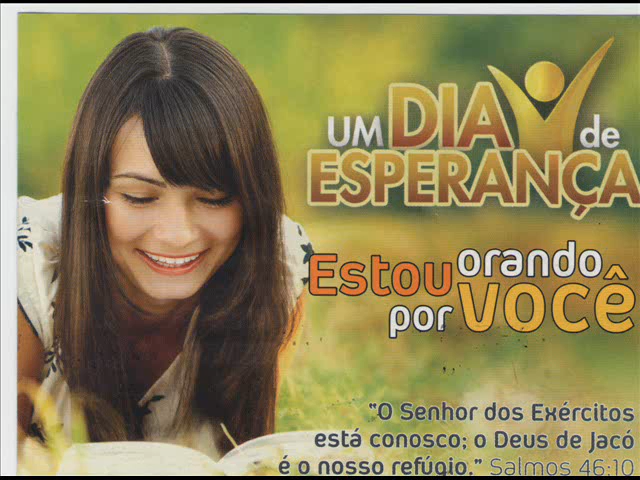 UM DIA de
ESPERANÇA
Estou orando
por VOCÊ
"O Senhor dos Exércitos
está conosco; o Deus de Jacó
é o nosso refúgio." Salmos 46:10